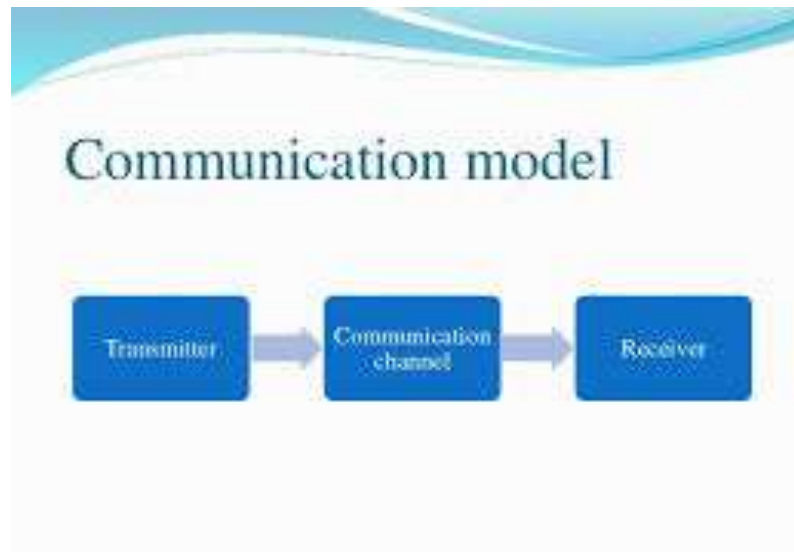 Communication model
Transmitter
Communication
channel
Receiver